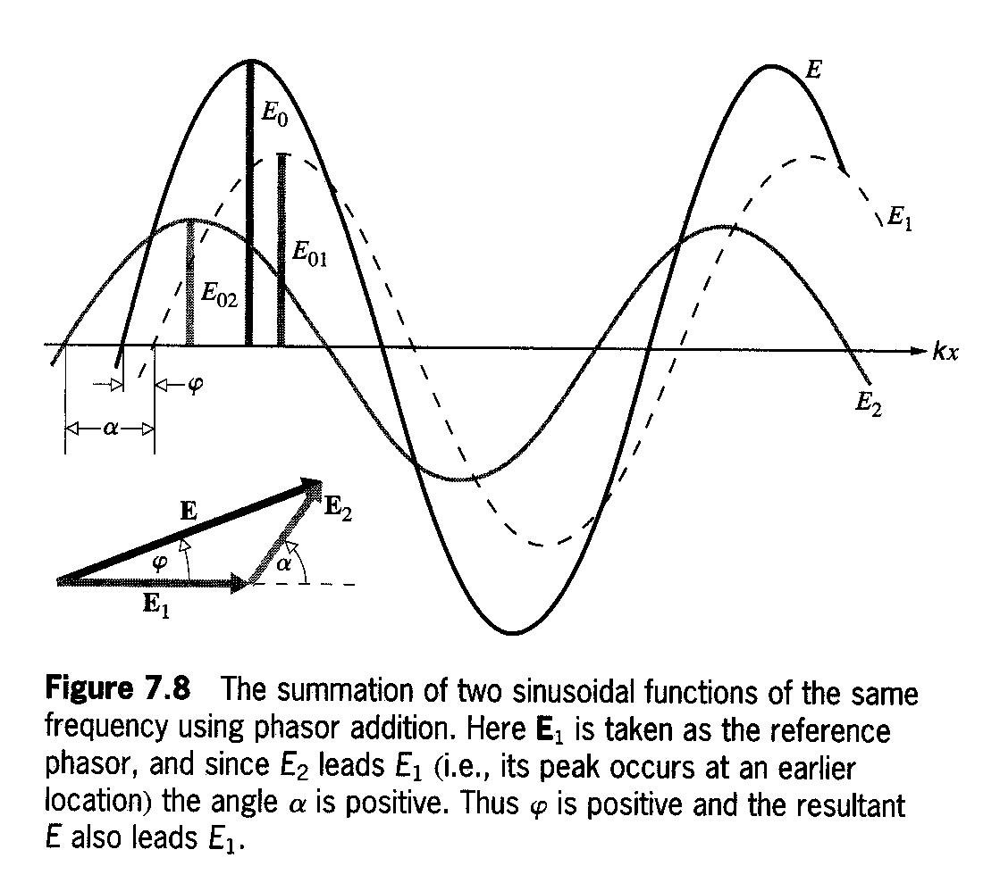 E
E₀
E₁
E₀₁
E₀₂
kx
φ
E₂
α
E
E₂
φ
α
E₁
Figure 7.8 The summation of two sinusoidal functions of the same
frequency using phasor addition. Here E₁ is taken as the reference
phasor, and since E₂ leads E₁ (i.e., its peak occurs at an earlier
location) the angle α is positive. Thus φ is positive and the resultant
E also leads E₁.